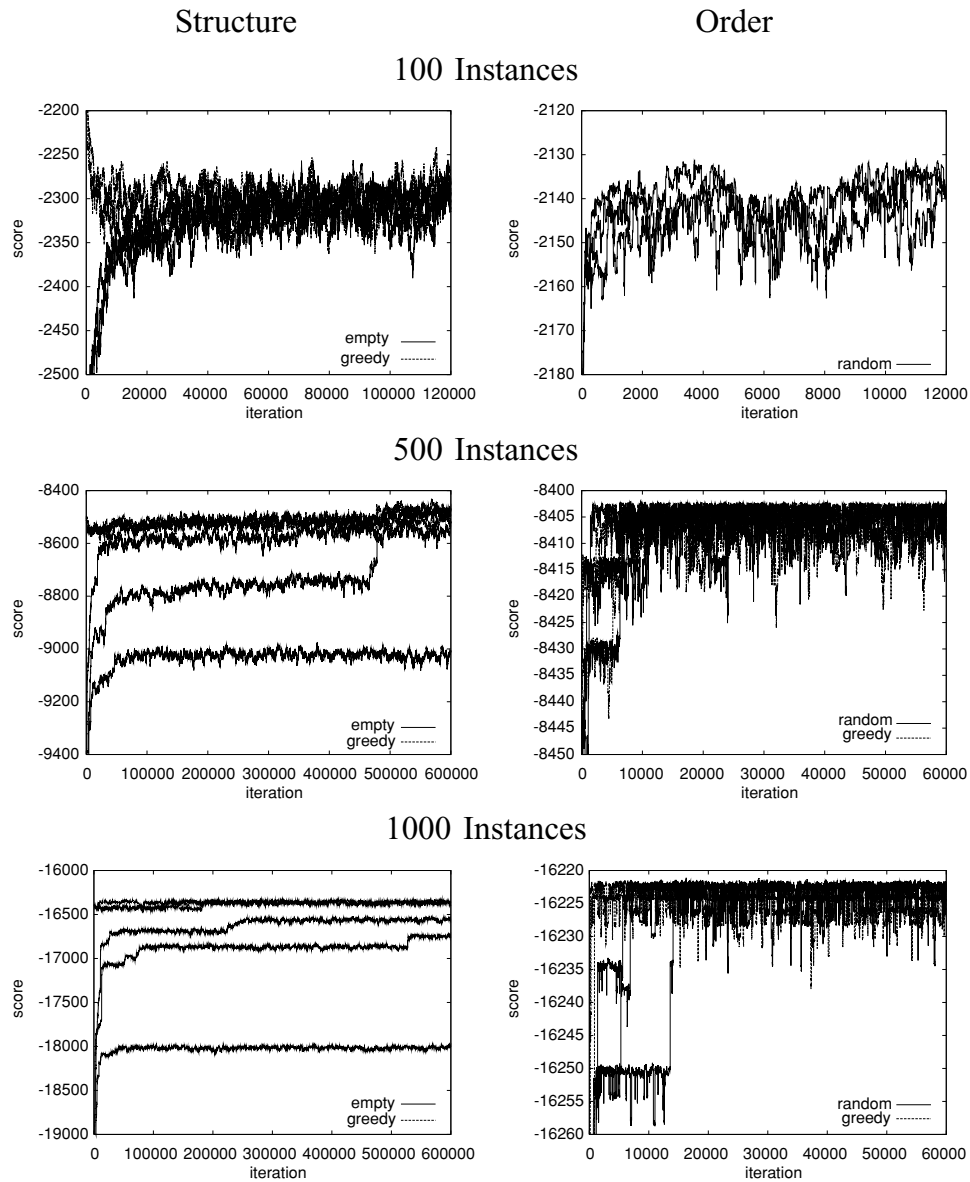 Structure
Order
100 Instances
-2200
-2250
-2300
-2350
-2400
-2450
-2500
score
0 20000 40000 60000 80000 100000 120000
iteration
empty
greedy
-2120
-2130
-2140
-2150
-2160
-2170
-2180
score
0 2000 4000 6000 8000 10000 12000
iteration
random
500 Instances
-8400
-8600
-8800
-9000
-9200
-9400
score
0 100000 200000 300000 400000 500000 600000
iteration
empty
greedy
-8400
-8405
-8410
-8415
-8420
-8425
-8430
-8435
-8440
-8445
-8450
score
0 10000 20000 30000 40000 50000 60000
iteration
random
greedy
1000 Instances
-16000
-16500
-17000
-17500
-18000
-18500
-19000
score
0 100000 200000 300000 400000 500000 600000
iteration
empty
greedy
-16220
-16225
-16230
-16235
-16240
-16245
-16250
-16255
-16260
score
0 10000 20000 30000 40000 50000 60000
iteration
random
greedy